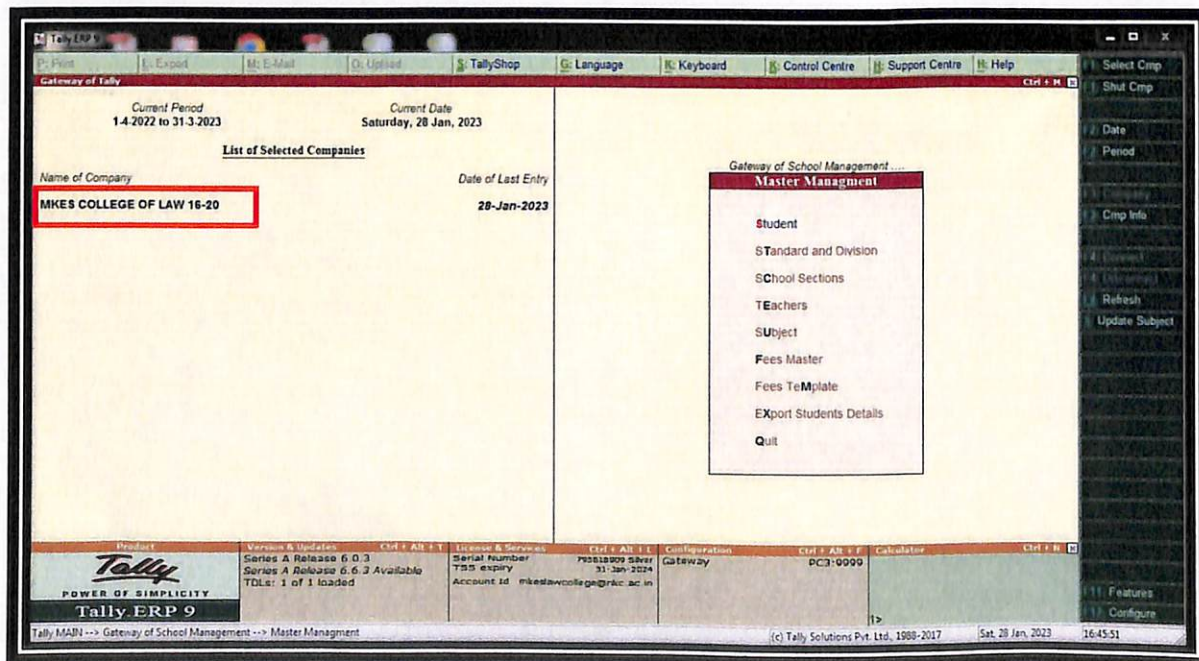 Tally.ERP 9
P: Print E: Export M: E-Mail O: Upload S: TallyShop G: Language K: Keyboard K: Control Centre H: Support Centre H: Help
Gateway of Tally Ctrl + M
Current Period Current Date
1-4-2022 to 31-3-2023 Saturday, 28 Jan, 2023
List of Selected Companies
Name of Company Date of Last Entry
MKES COLLEGE OF LAW 16-20 28-Jan-2023
Gateway of School Management ....
Master Managment
Student
STandard and Division
SChool Sections
TEachers
SUbject
Fees Master
Fees TeMplate
EXport Students Details
Quit
Select Cmp
Shut Cmp
Date
Period
Cmp Info
Refresh
Update Subject
Features
Configure
Product
Tally
POWER OF SIMPLICITY
Tally.ERP 9
Version & Updates Ctrl + Alt + T
Series A Release 6.0.3
Series A Release 6.6.3 Available
TDLs: 1 of 1 loaded
License & Services Ctrl + Alt + L
Serial Number Silver
TSS expiry 31-Jan-2024
Account Id mkeslawcollege@nkc.ac.in
Configuration Ctrl + Alt + F
Gateway PC3:9999
Calculator Ctrl + N
1>
Tally MAIN --> Gateway of School Management --> Master Managment (c) Tally Solutions Pvt. Ltd., 1988-2017 Sat, 28 Jan, 2023 16:45:51